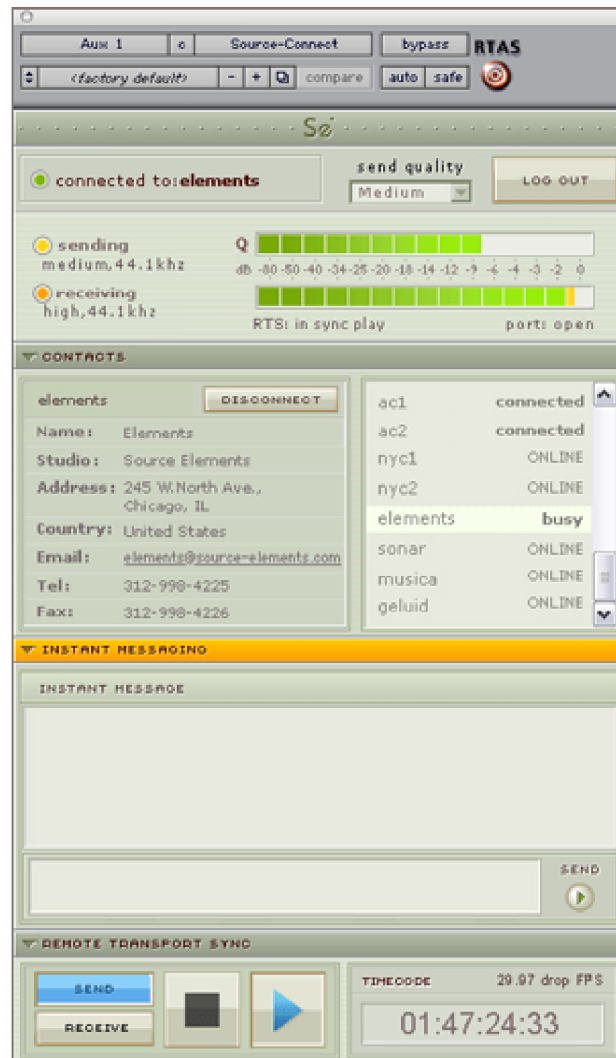 Aux 1 c Source-Connect bypass RTAS
<factory default> - + compare auto safe
connected to:elements
send quality
Medium
LOG OUT
sending
medium,44.1khz
Q
dB -80 -50 -40 -34 -25 -20 -18 -14 -12 -9 -6 -4 -3 -2 0
receiving
high,44.1khz
RTS: in sync play port: open
CONTACTS
elements DISCONNECT
Name: Elements
Studio: Source Elements
Address: 245 W.North Ave.,
Chicago, IL
Country: United States
Email: elements@source-elements.com
Tel: 312-998-4225
Fax: 312-998-4226
ac1 connected
ac2 connected
nyc1 ONLINE
nyc2 ONLINE
elements busy
sonar ONLINE
musica ONLINE
geluid ONLINE
INSTANT MESSAGING
INSTANT MESSAGE
SEND
REMOTE TRANSPORT SYNC
SEND
RECEIVE
TIMECODE 29.97 drop FPS
01:47:24:33